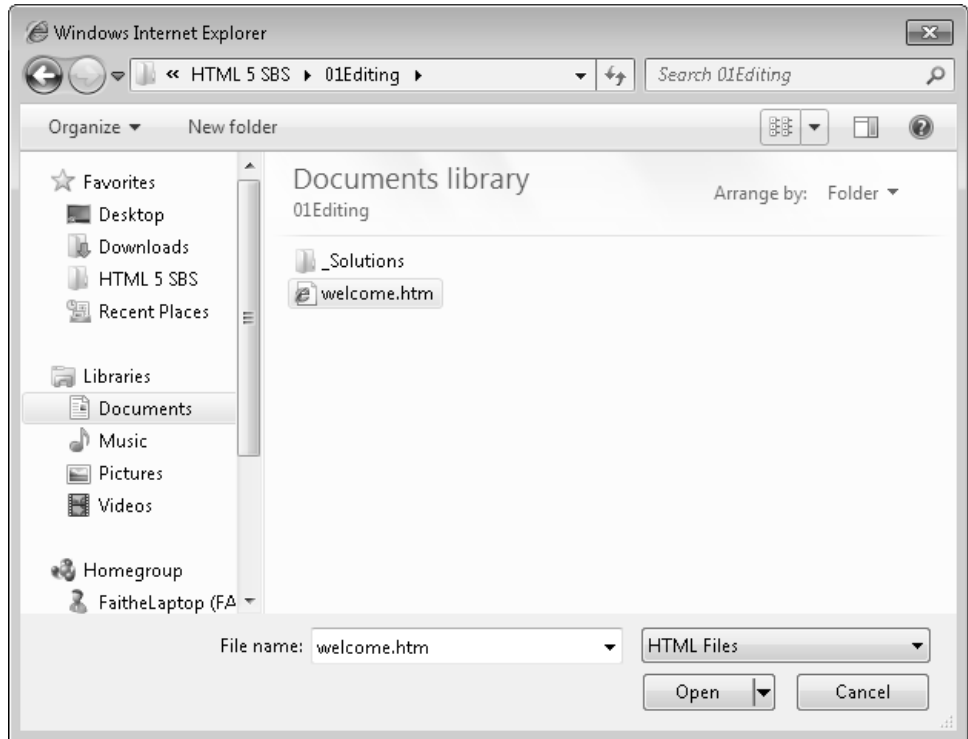 Windows Internet Explorer
« HTML 5 SBS ▸ 01Editing ▸
Search 01Editing
Organize
New folder
Favorites
Desktop
Downloads
HTML 5 SBS
Recent Places
Libraries
Documents
Music
Pictures
Videos
Homegroup
FaitheLaptop (FA
Documents library
01Editing
Arrange by: Folder
_Solutions
welcome.htm
File name: welcome.htm
HTML Files
Open
Cancel